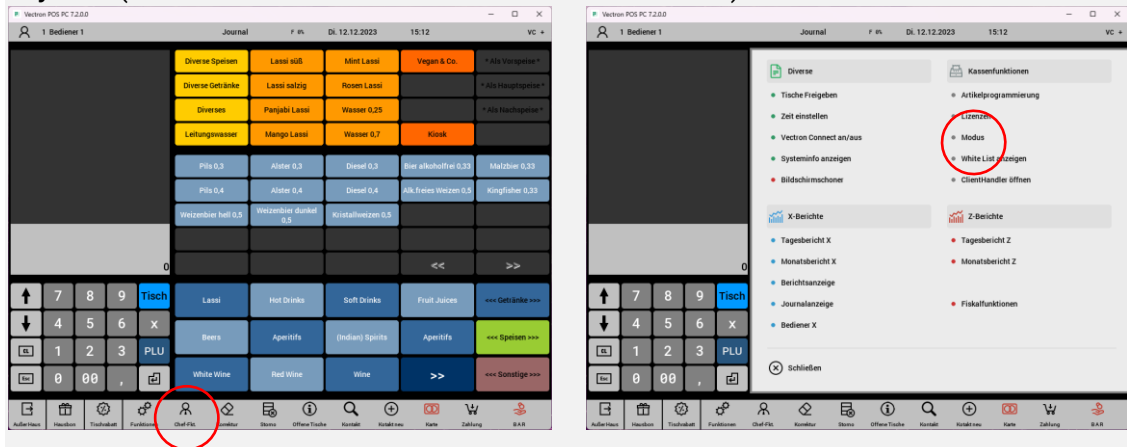 Vectron POS PC 7.2.0.0
1 Bediener 1 Journal Di. 12.12.2023 15:12 VC +
Diverse Speisen Lassi süß Mint Lassi Vegan & Co. * Als Vorspeise *
Diverse Getränke Lassi salzig Rosen Lassi * Als Hauptspeise *
Diverses Panjabi Lassi Wasser 0,25 * Als Nachspeise *
Leitungswasser Mango Lassi Wasser 0,7 Kiosk
Pils 0,3 Alster 0,3 Diesel 0,3 Bier alkoholfrei 0,33 Malzbier 0,33
Pils 0,4 Alster 0,4 Diesel 0,4 Alk.freies Weizen 0,5 Kingfisher 0,33
Weizenbier hell 0,5 Weizenbier dunkel
0,5 Kristallweizen 0,5
0 << >>
7 8 9 Tisch Lassi Hot Drinks Soft Drinks Fruit Juices <<< Getränke >>>
4 5 6 X Beers Aperitifs (Indian) Spirits Aperitifs <<< Speisen >>>
CL 1 2 3 PLU
Esc 0 00 , White Wine Red Wine Wine >> <<< Sonstige >>>
Außer Haus Hausbon Tischrabatt Funktionen Chef-Fkt. Korrektur Storno Offene Tische Kontakt Kontakt neu Karte Zahlung BAR
Vectron POS PC 7.2.0.0
1 Bediener 1 Journal Di. 12.12.2023 15:12 VC +
Diverse Kassenfunktionen
Tische Freigeben Artikelprogrammierung
Zeit einstellen Lizenzen
Vectron Connect an/aus Modus
Systeminfo anzeigen White List anzeigen
Bildschirmschoner ClientHandler öffnen
X-Berichte Z-Berichte
Tagesbericht X Tagesbericht Z
0 Monatsbericht X Monatsbericht Z
Berichtsanzeige
7 8 9 Tisch Journalanzeige Fiskalfunktionen
4 5 6 X Bediener X
CL 1 2 3 PLU
Schließen
Esc 0 00 ,
Außer Haus Hausbon Tischrabatt Funktionen Chef-Fkt. Korrektur Storno Offene Tische Kontakt Kontakt neu Karte Zahlung BAR